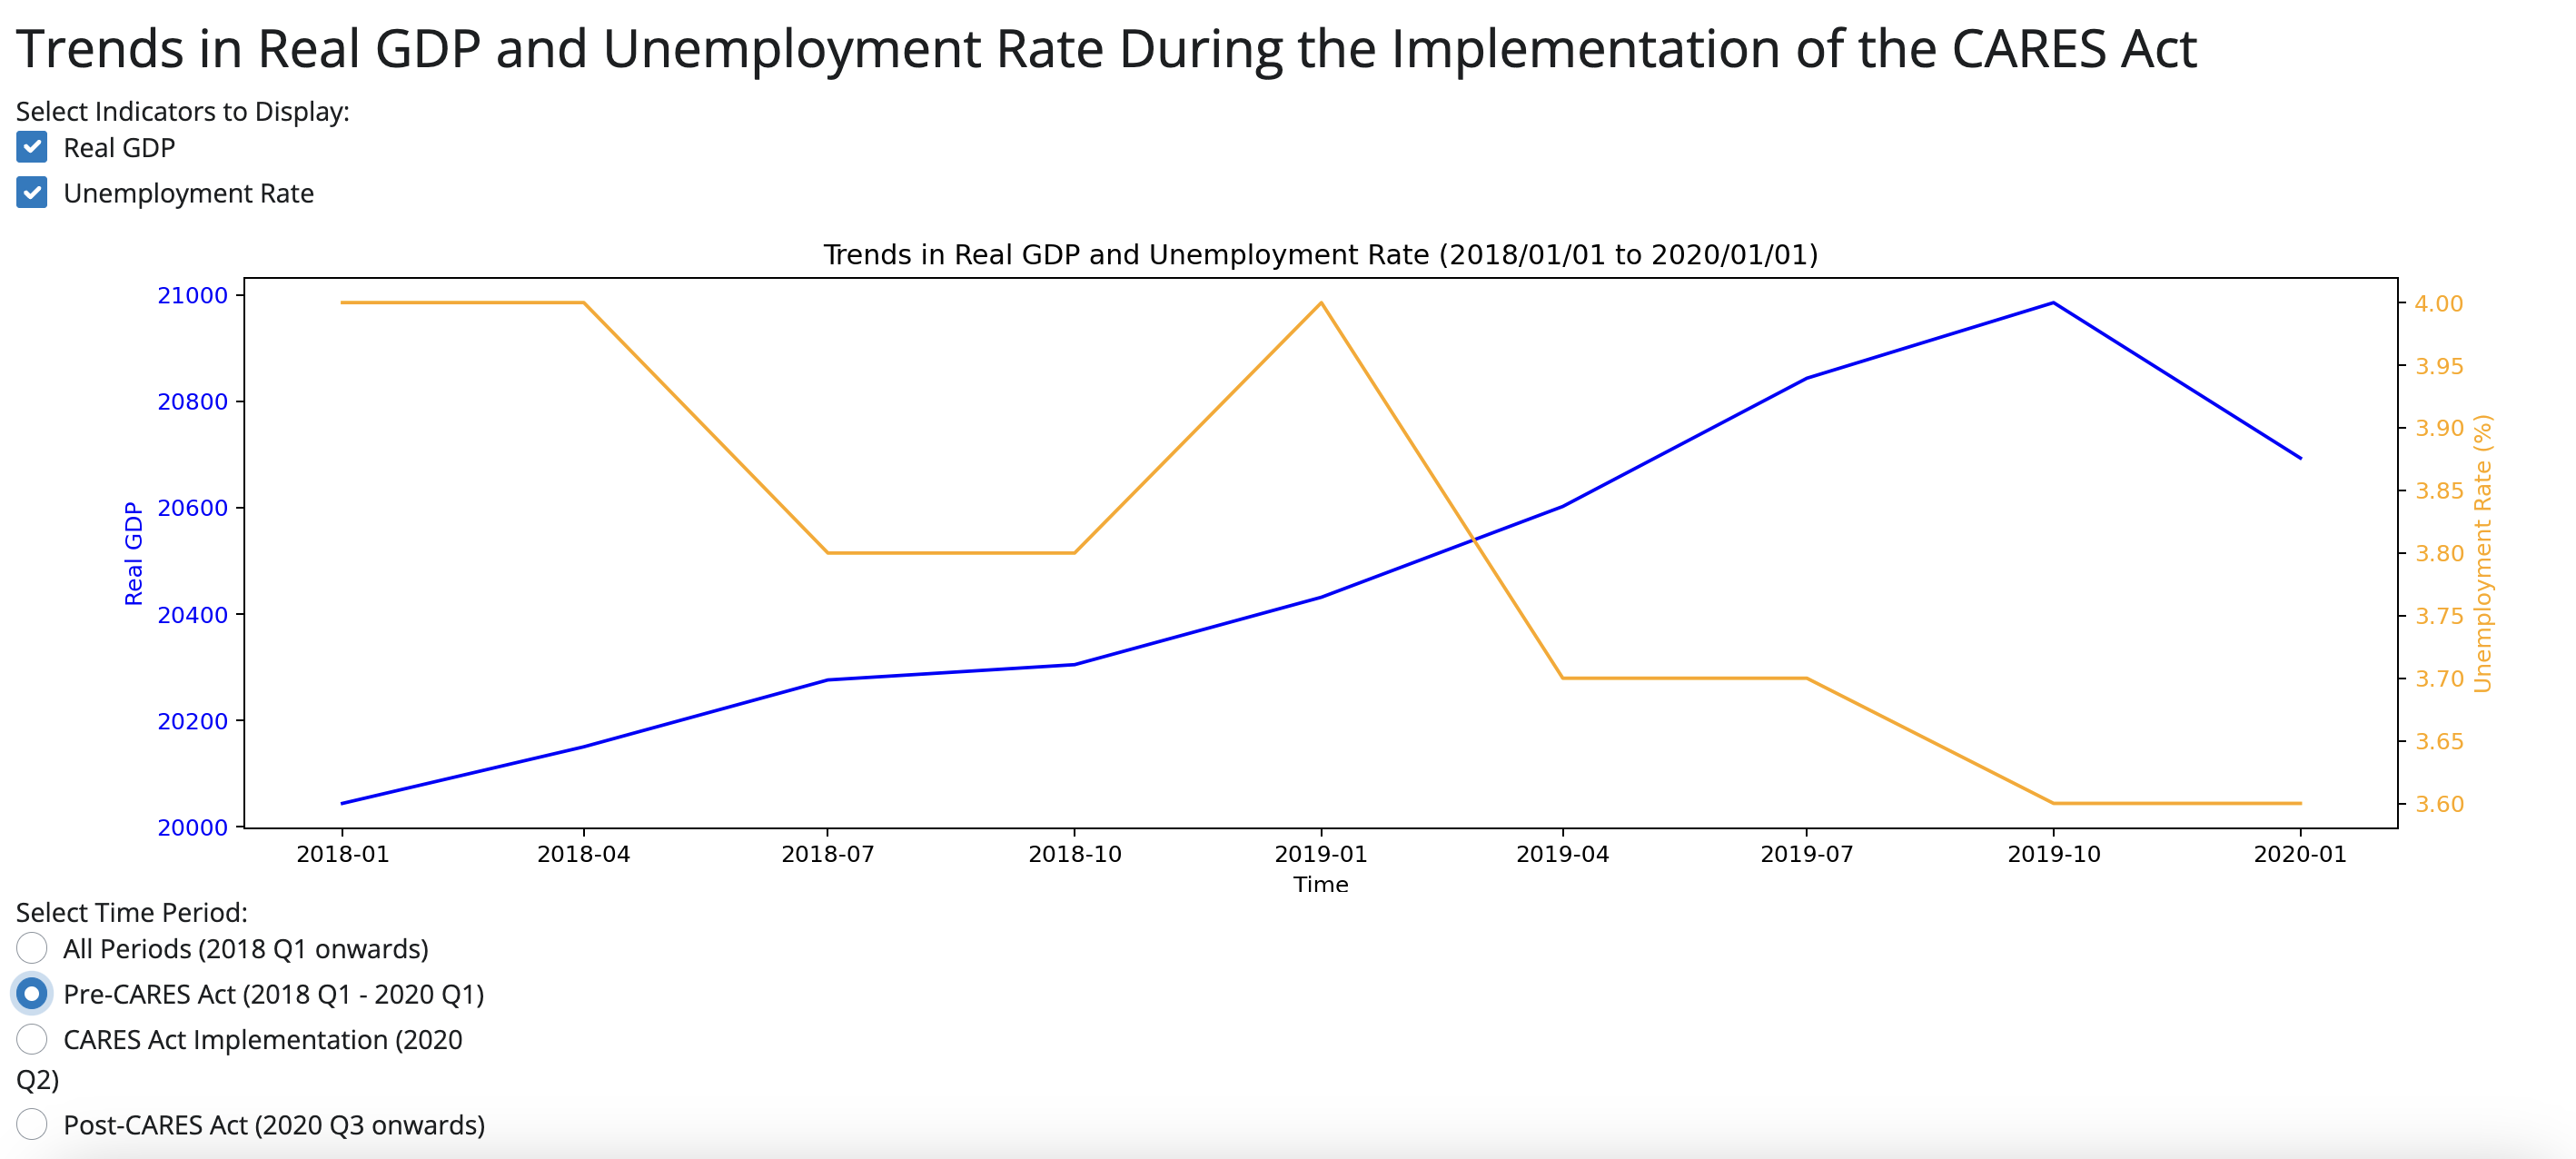 Trends in Real GDP and Unemployment Rate During the Implementation of the CARES Act
Select Indicators to Display:
Real GDP
Unemployment Rate
Trends in Real GDP and Unemployment Rate (2018/01/01 to 2020/01/01)
21000
20800
20600
20400
20200
20000
Real GDP
4.00
3.95
3.90
3.85
3.80
3.75
3.70
3.65
3.60
Unemployment Rate (%)
2018-01 2018-04 2018-07 2018-10 2019-01 2019-04 2019-07 2019-10 2020-01
Time
Select Time Period:
All Periods (2018 Q1 onwards)
Pre-CARES Act (2018 Q1 - 2020 Q1)
CARES Act Implementation (2020
Q2)
Post-CARES Act (2020 Q3 onwards)